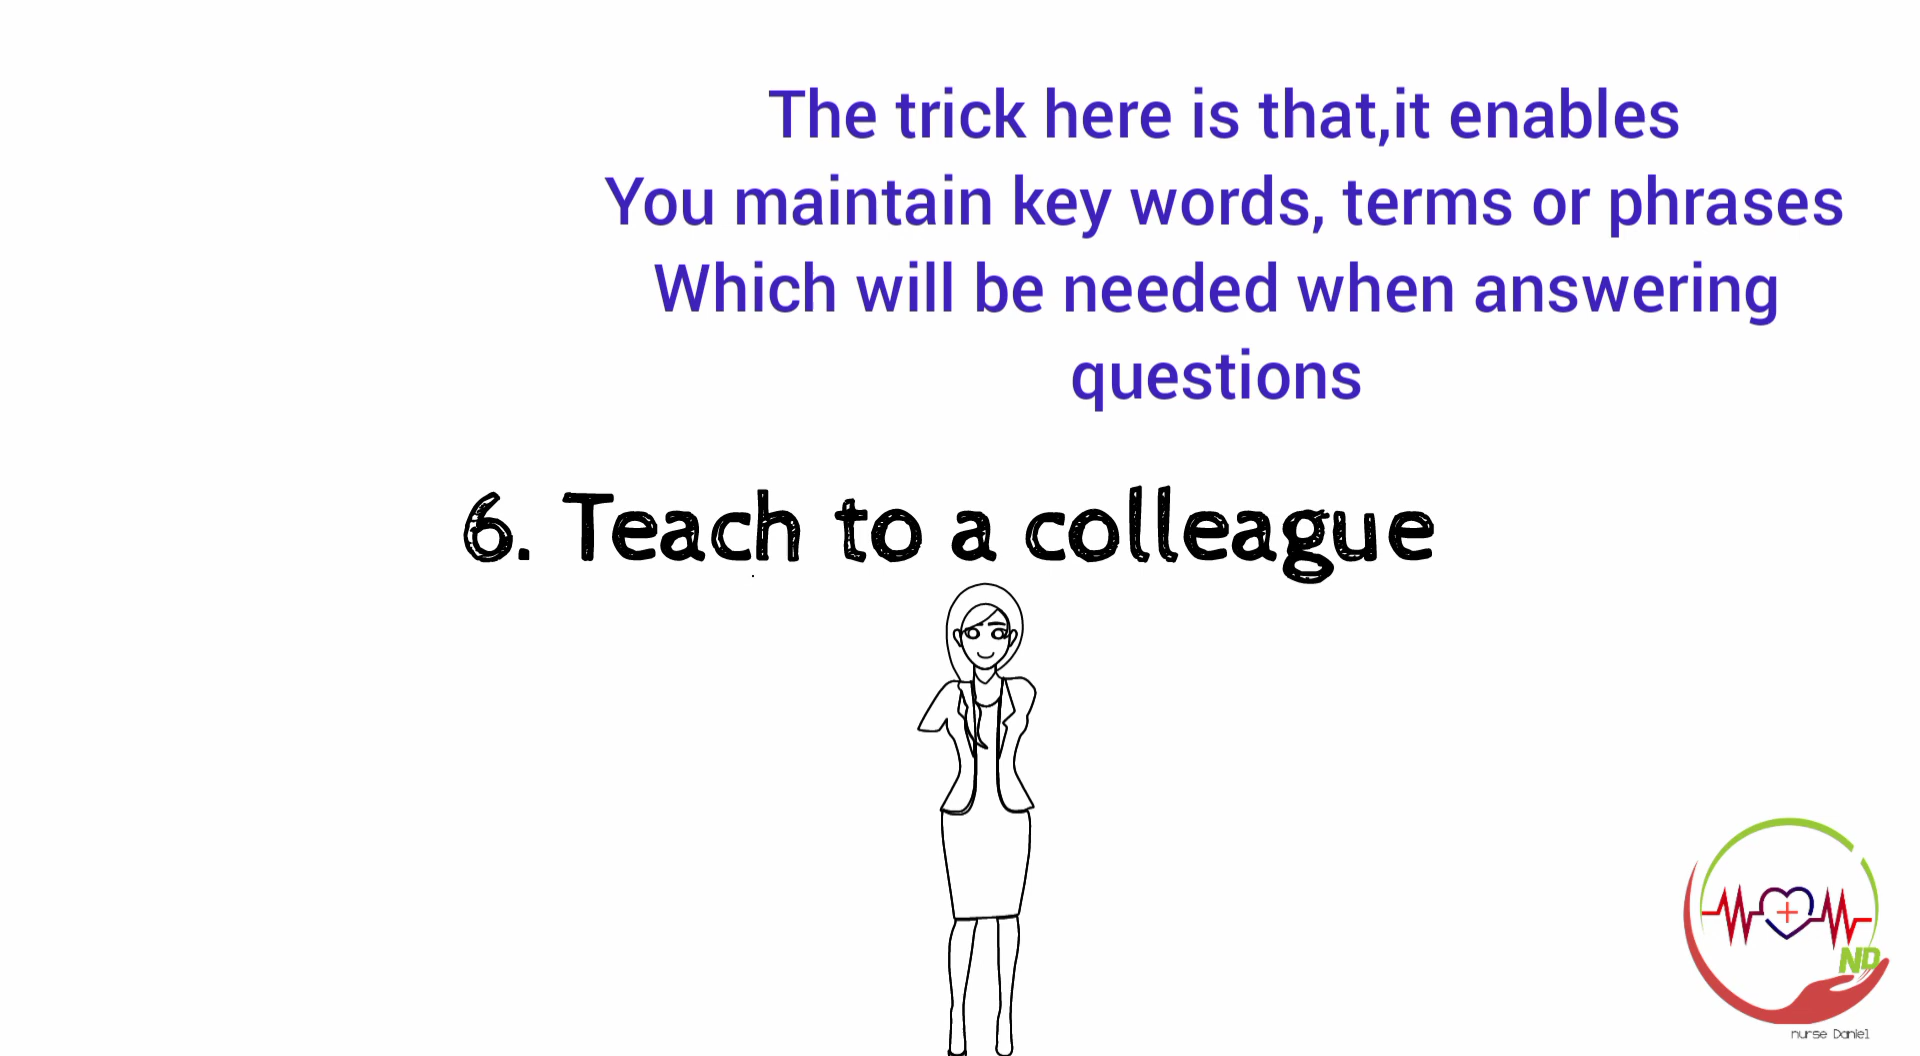 The trick here is that,it enables
You maintain key words, terms or phrases
Which will be needed when answering
questions
6. Teach to a colleague
ND
nurse Daniel